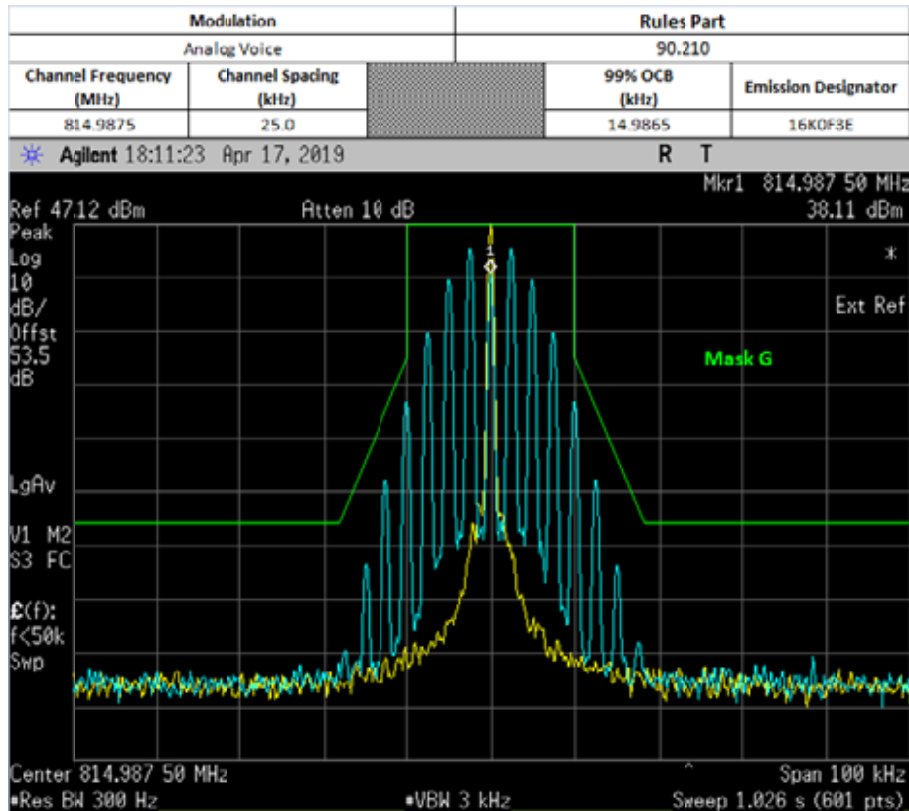 Modulation Rules Part
Analog Voice 90.210
Channel Frequency (MHz) Channel Spacing (kHz) 99% OCB (kHz) Emission Designator
814.9875 25.0 14.9865 16K0F3E
Agilent 18:11:23 Apr 17, 2019 R T
Mkr1 814.987 50 MHz
Ref 47.12 dBm Atten 10 dB 38.11 dBm
Peak
Log
10
dB/
Offst
53.5
dB
1
*
Ext Ref
Mask G
LgAv
V1 M2
S3 FC
£(f):
f<50k
Swp
Center 814.987 50 MHz Span 100 kHz
*Res BW 300 Hz *VBW 3 kHz Sweep 1.026 s (601 pts)